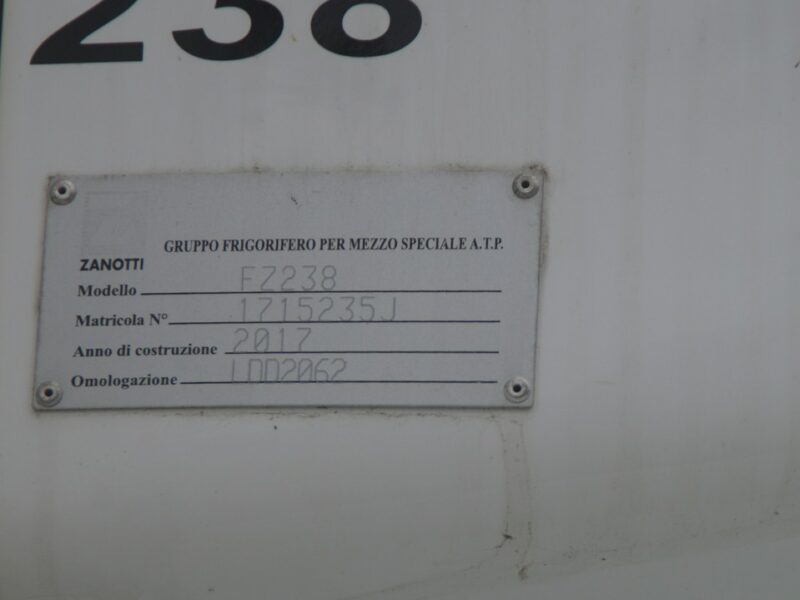 238
GRUPPO FRIGORIFERO PER MEZZO SPECIALE A.T.P.
ZANOTTI
Modello FZ238
Matricola N° 1715235J
Anno di costruzione 2017
Omologazione LDD2062